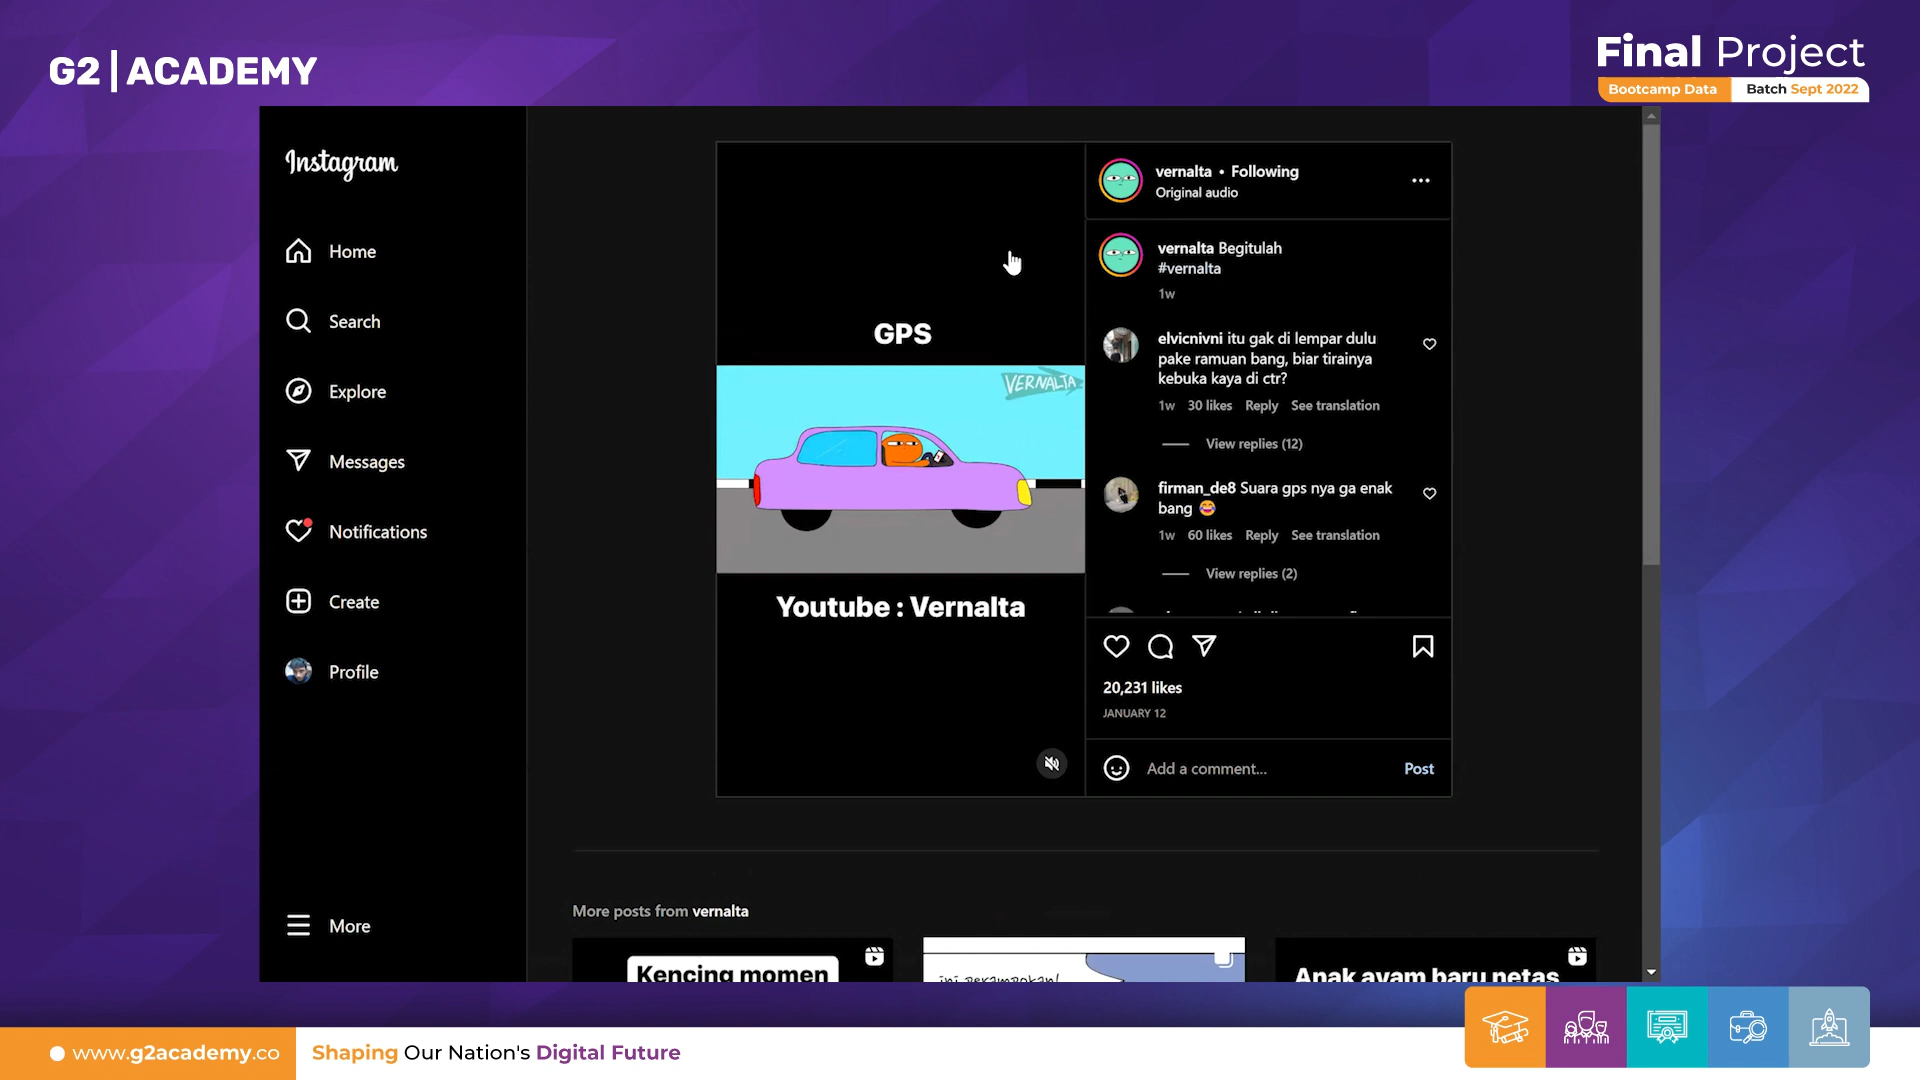 G2 | ACADEMY
Final Project
Bootcamp Data
Batch Sept 2022
Instagram
Home
Search
Explore
Messages
Notifications
Create
Profile
More
GPS
VERNALTA
Youtube : Vernalta
vernalta • Following
Original audio
vernalta Begitulah
#vernalta
1w
elvicnivni itu gak di lempar dulu
pake ramuan bang, biar tirainya
kebuka kaya di ctr?
1w 30 likes Reply See translation
View replies (12)
firman_de8 Suara gps nya ga enak
bang 😂
1w 60 likes Reply See translation
View replies (2)
20,231 likes
JANUARY 12
Add a comment...
Post
More posts from vernalta
Kencing momen
ini perampokan!
Anak ayam baru netas
www.g2academy.co
Shaping Our Nation's Digital Future